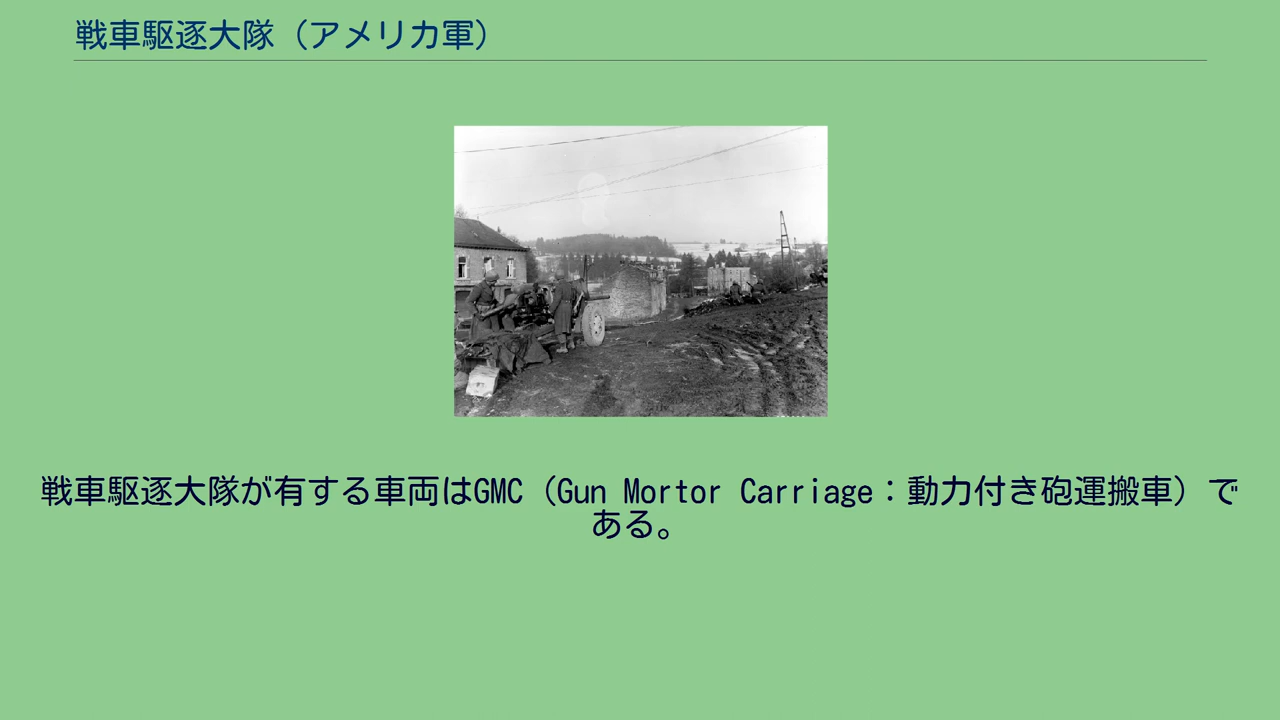 戦車駆逐大隊（アメリカ軍）
戦車駆逐大隊が有する車両はGMC（Gun Mortor Carriage：動力付き砲運搬車）で
ある。